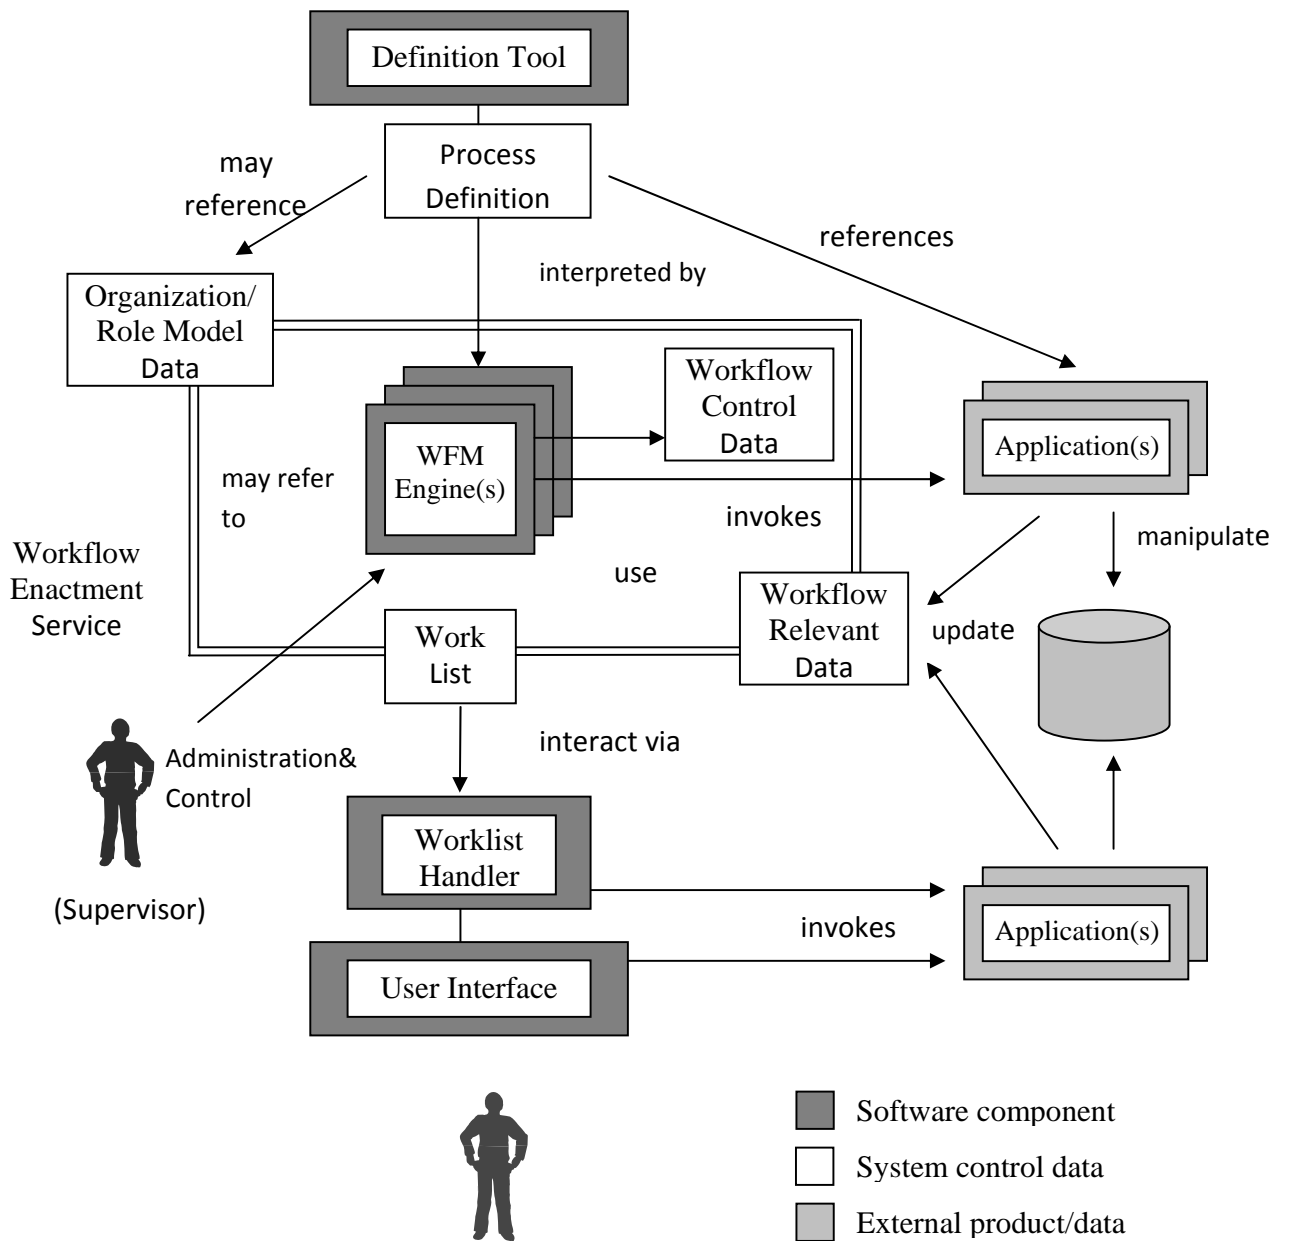 Definition Tool
Process
Definition
may
reference
references
interpreted by
Organization/
Role Model
Data
Workflow
Control
Data
WFM
Engine(s)
Application(s)
may refer
to
invokes
manipulate
Workflow
Enactment
Service
use
Workflow
Relevant
Data
update
Work
List
interact via
Administration&
Control
Worklist
Handler
(Supervisor)
invokes
Application(s)
User Interface
Software component
System control data
External product/data